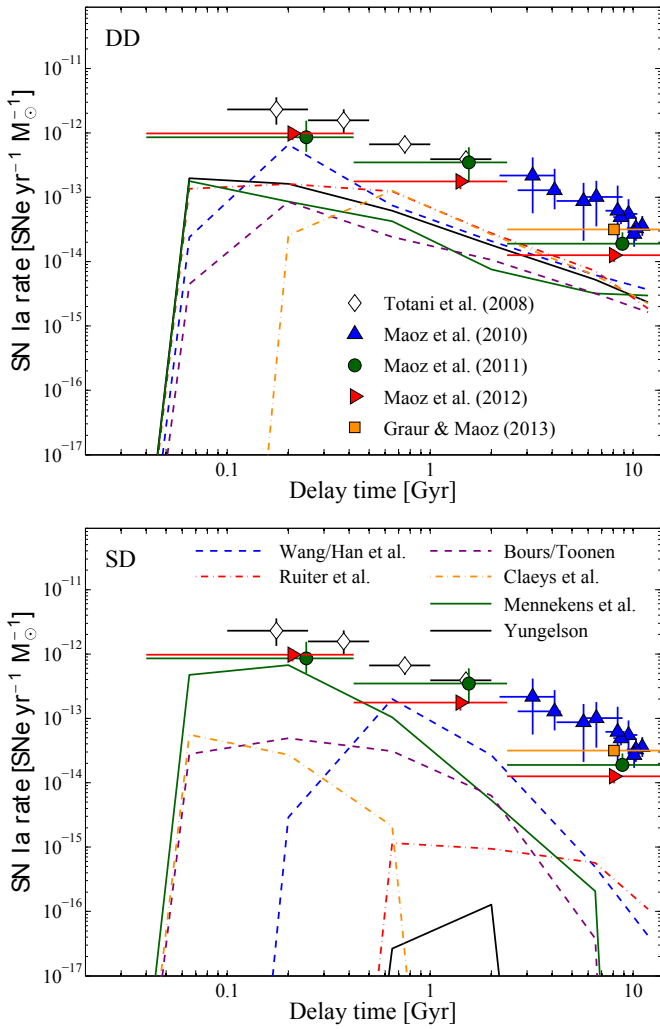 DD
SN Ia rate [SNe yr⁻¹ M⊙⁻¹]
10⁻¹¹
10⁻¹²
10⁻¹³
10⁻¹⁴
10⁻¹⁵
10⁻¹⁶
10⁻¹⁷
Totani et al. (2008)
Maoz et al. (2010)
Maoz et al. (2011)
Maoz et al. (2012)
Graur & Maoz (2013)
0.1 1 10
Delay time [Gyr]
SD
SN Ia rate [SNe yr⁻¹ M⊙⁻¹]
10⁻¹¹
10⁻¹²
10⁻¹³
10⁻¹⁴
10⁻¹⁵
10⁻¹⁶
10⁻¹⁷
Wang/Han et al.
Ruiter et al.
Bours/Toonen
Claeys et al.
Mennekens et al.
Yungelson
0.1 1 10
Delay time [Gyr]